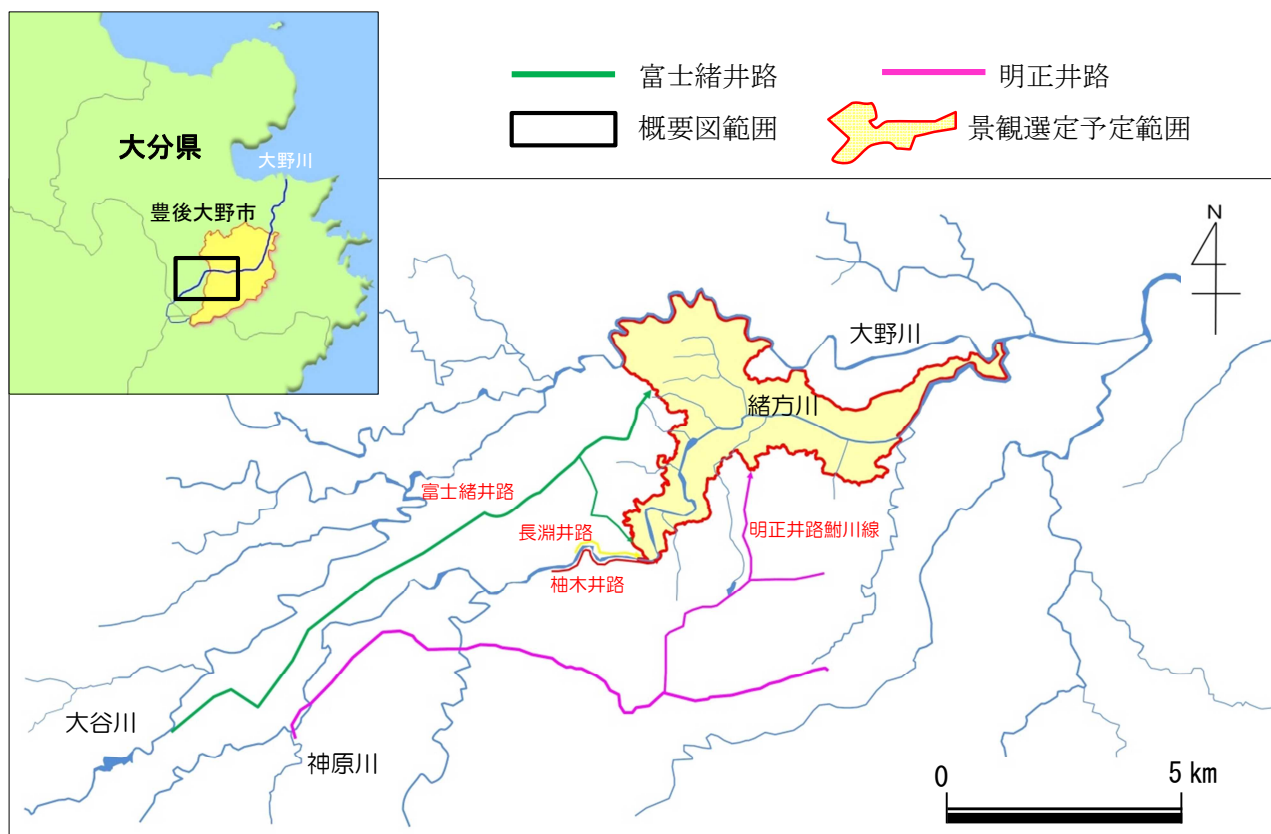 大分県
大野川
豊後大野市
富士緒井路
明正井路
概要図範囲
景観選定予定範囲
N
大野川
緒方川
富士緒井路
長淵井路
柚木井路
明正井路鮒川線
大谷川
神原川
0 5 km